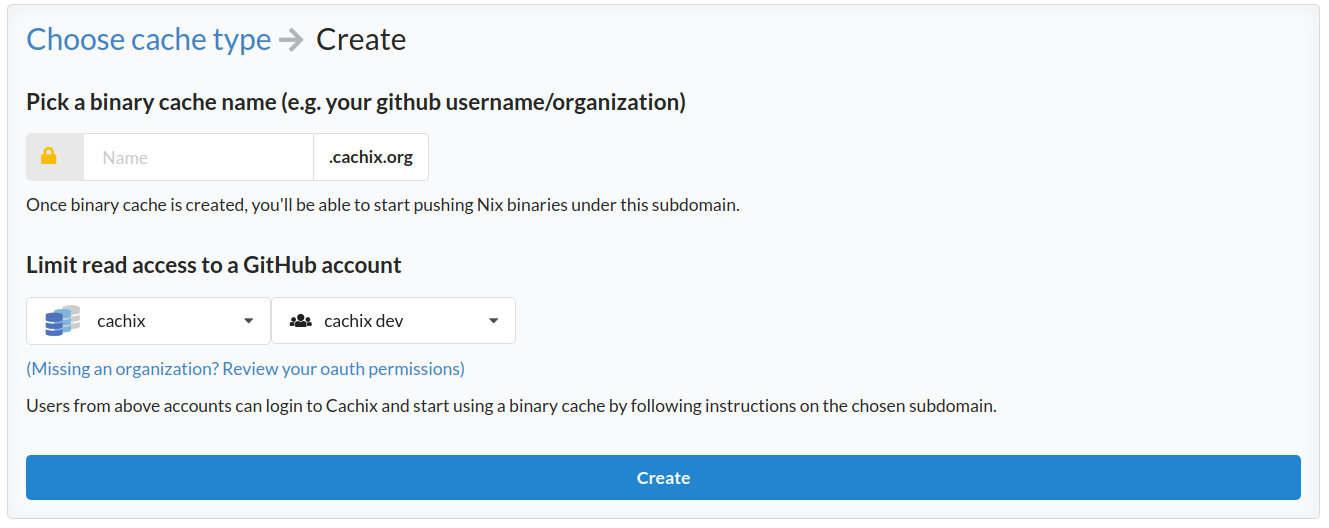 Choose cache type Create
Pick a binary cache name (e.g. your github username/organization)
Name .cachix.org
Once binary cache is created, you'll be able to start pushing Nix binaries under this subdomain.
Limit read access to a GitHub account
cachix cachix dev
(Missing an organization? Review your oauth permissions)
Users from above accounts can login to Cachix and start using a binary cache by following instructions on the chosen subdomain.
Create